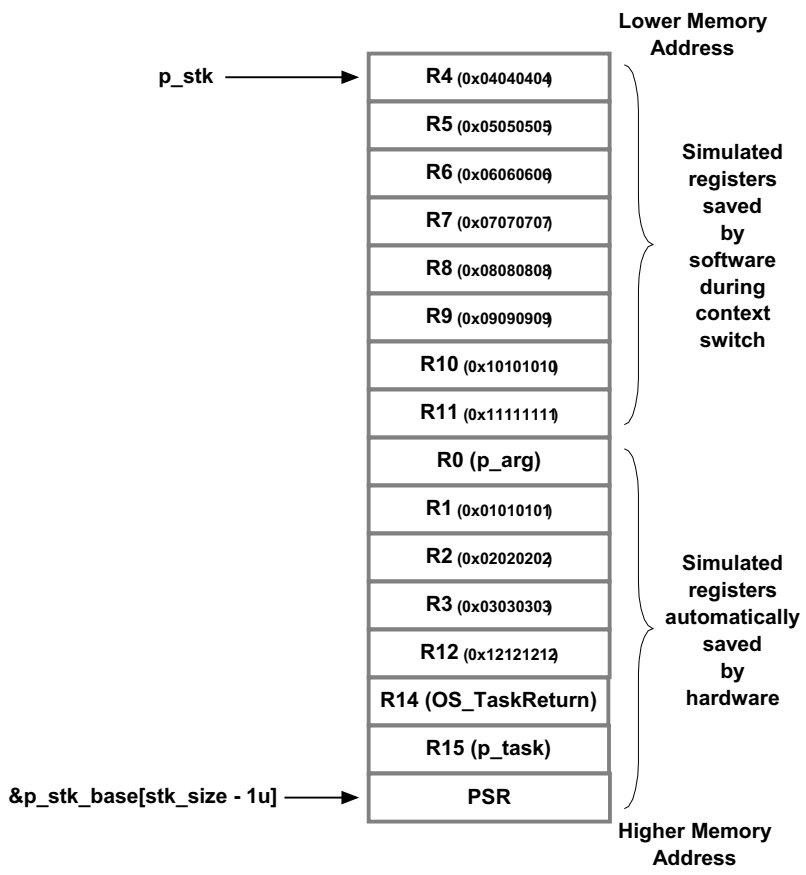 Lower Memory
Address
p_stk
R4 (0x04040404)
R5 (0x05050505)
R6 (0x06060606)
R7 (0x07070707)
R8 (0x08080808)
R9 (0x09090909)
R10 (0x10101010)
R11 (0x11111111)
Simulated
registers
saved
by
software
during
context
switch
R0 (p_arg)
R1 (0x01010101)
R2 (0x02020202)
R3 (0x03030303)
R12 (0x12121212)
R14 (OS_TaskReturn)
R15 (p_task)
PSR
Simulated
registers
automatically
saved
by
hardware
&p_stk_base[stk_size - 1u]
Higher Memory
Address